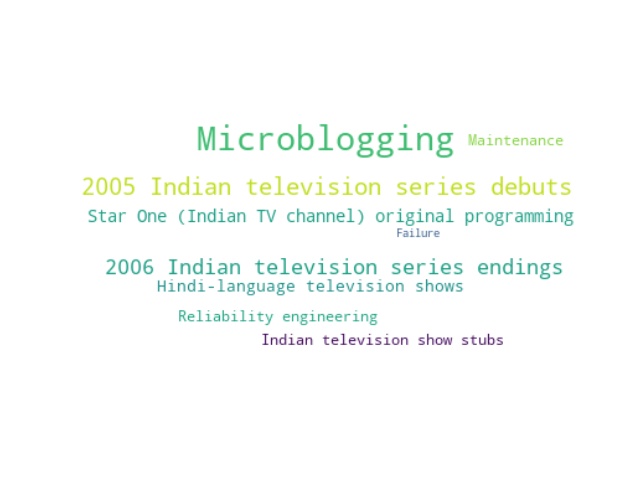 Microblogging Maintenance
2005 Indian television series debuts
Star One (Indian TV channel) original programming
Failure
2006 Indian television series endings
Hindi-language television shows
Reliability engineering
Indian television show stubs